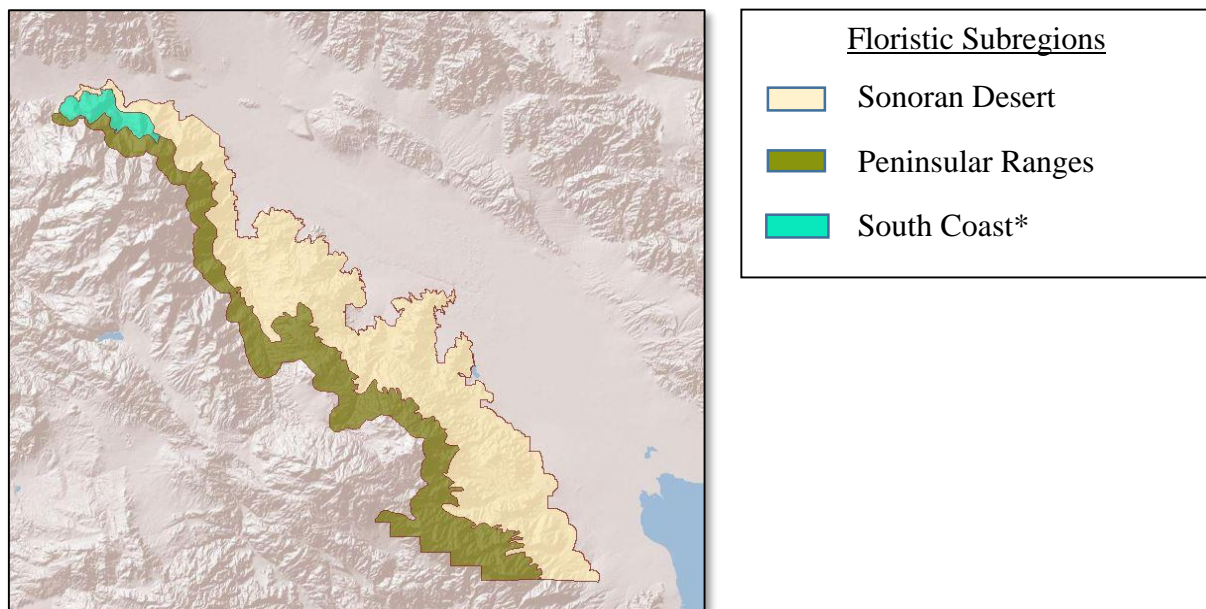 Floristic Subregions
Sonoran Desert
Peninsular Ranges
South Coast*